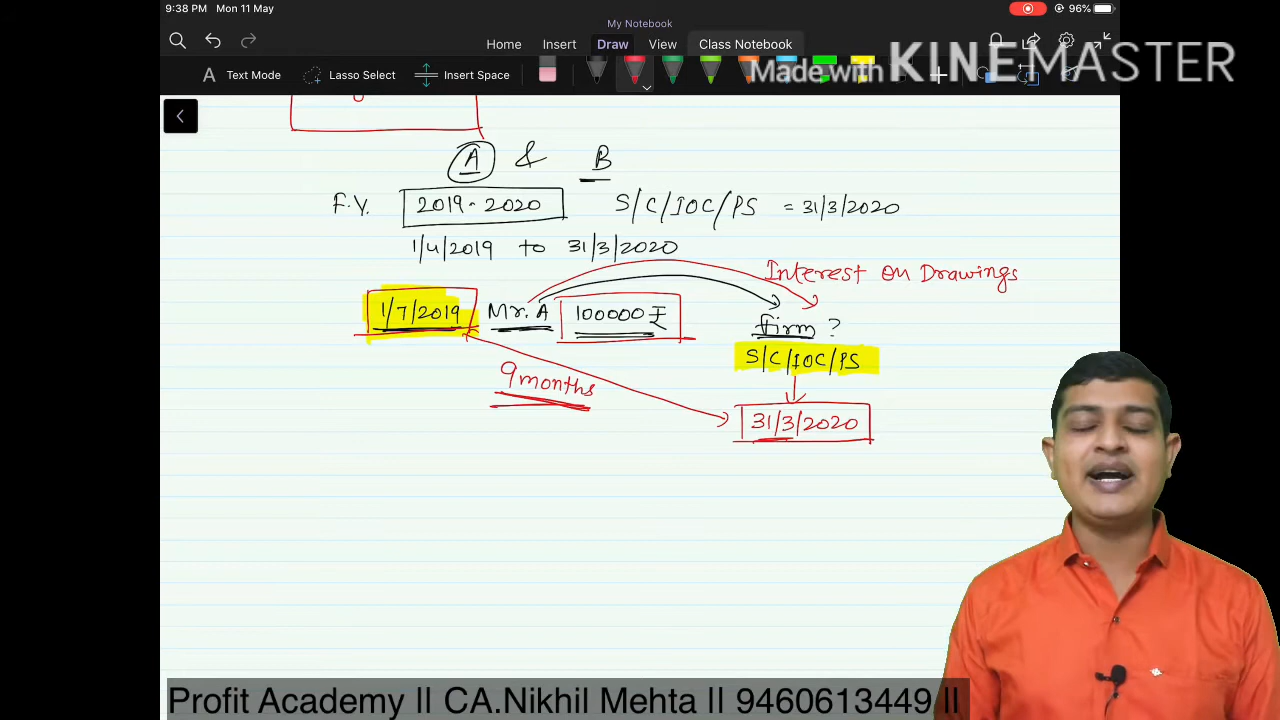 9:38 PM Mon 11 May
96%
My Notebook
Home Insert Draw View Class Notebook
Made with KINEMASTER
Text Mode Lasso Select Insert Space
A & B
F.Y. 2019-2020 S/C/IOC/PS = 31/3/2020
1/4/2019 to 31/3/2020
Interest on Drawings
1/7/2019 Mr. A 100000 ₹
firm ?
S/C/IOC/PS
9 months
31/3/2020
Profit Academy ll CA.Nikhil Mehta ll 9460613449 ll